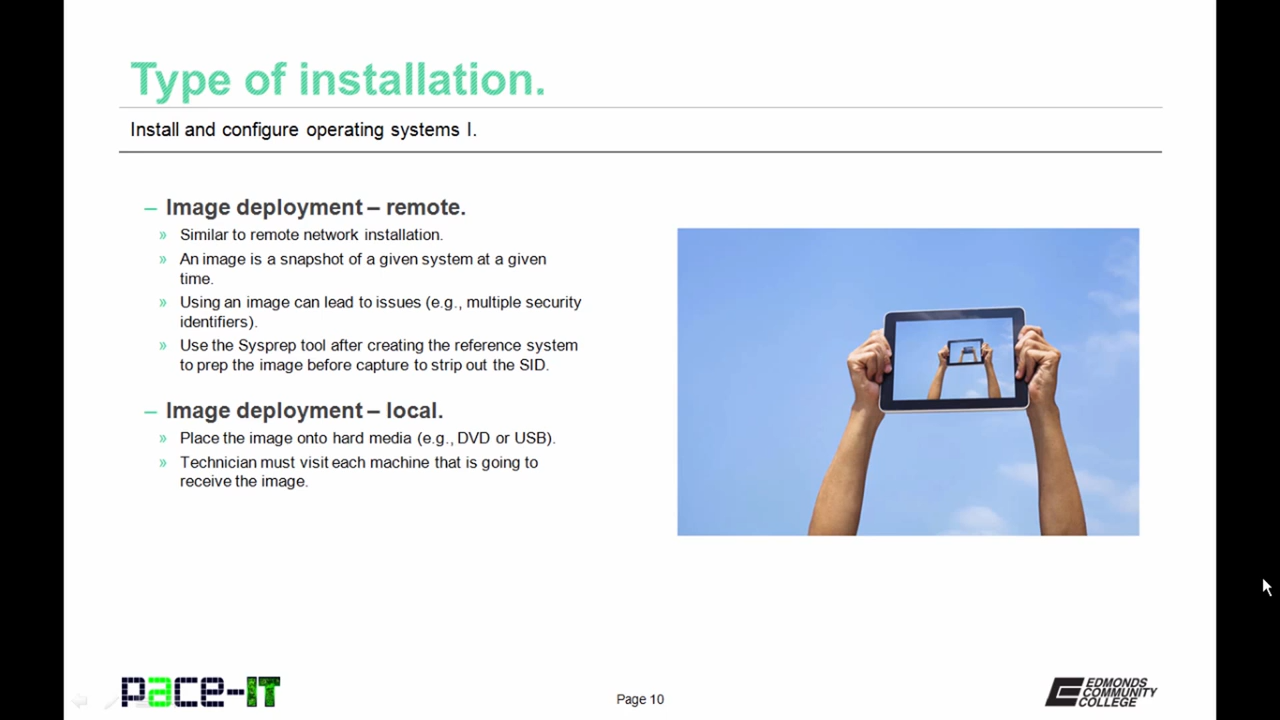 Type of installation.
Install and configure operating systems I.
– Image deployment – remote.
» Similar to remote network installation.
» An image is a snapshot of a given system at a given
time.
» Using an image can lead to issues (e.g., multiple security
identifiers).
» Use the Sysprep tool after creating the reference system
to prep the image before capture to strip out the SID.
– Image deployment – local.
» Place the image onto hard media (e.g., DVD or USB).
» Technician must visit each machine that is going to
receive the image.
pace-IT
Page 10
EDMONDS
COMMUNITY
COLLEGE